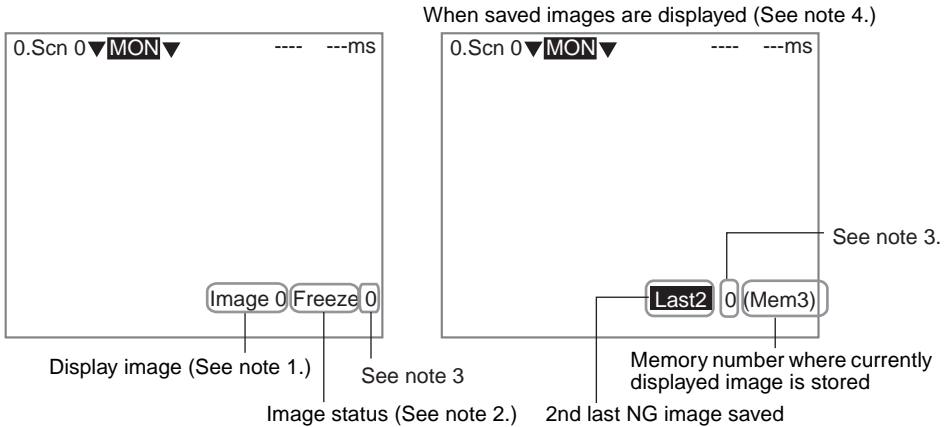 When saved images are displayed (See note 4.)
0.Scn 0▼MON▼ ---- ---ms
0.Scn 0▼MON▼ ---- ---ms
See note 3.
Image 0 Freeze 0
Last2 0 (Mem3)
Display image (See note 1.)
See note 3
Memory number where currently
displayed image is stored
Image status (See note 2.)
2nd last NG image saved